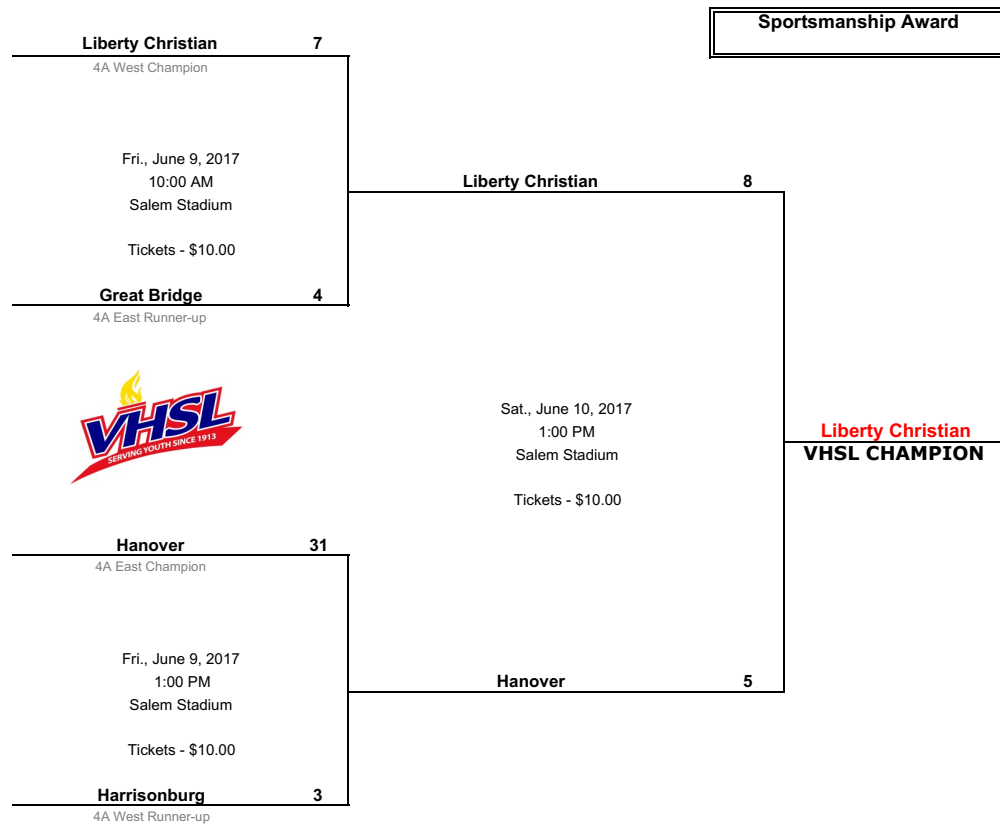 Sportsmanship Award
Liberty Christian 7
4A West Champion
Fri., June 9, 2017
10:00 AM
Salem Stadium
Tickets - $10.00
Great Bridge 4
4A East Runner-up
Liberty Christian 8
VHSL
SERVING YOUTH SINCE 1913
Sat., June 10, 2017
1:00 PM
Salem Stadium
Tickets - $10.00
Liberty Christian
VHSL CHAMPION
Hanover 31
4A East Champion
Fri., June 9, 2017
1:00 PM
Salem Stadium
Tickets - $10.00
Harrisonburg 3
4A West Runner-up
Hanover 5